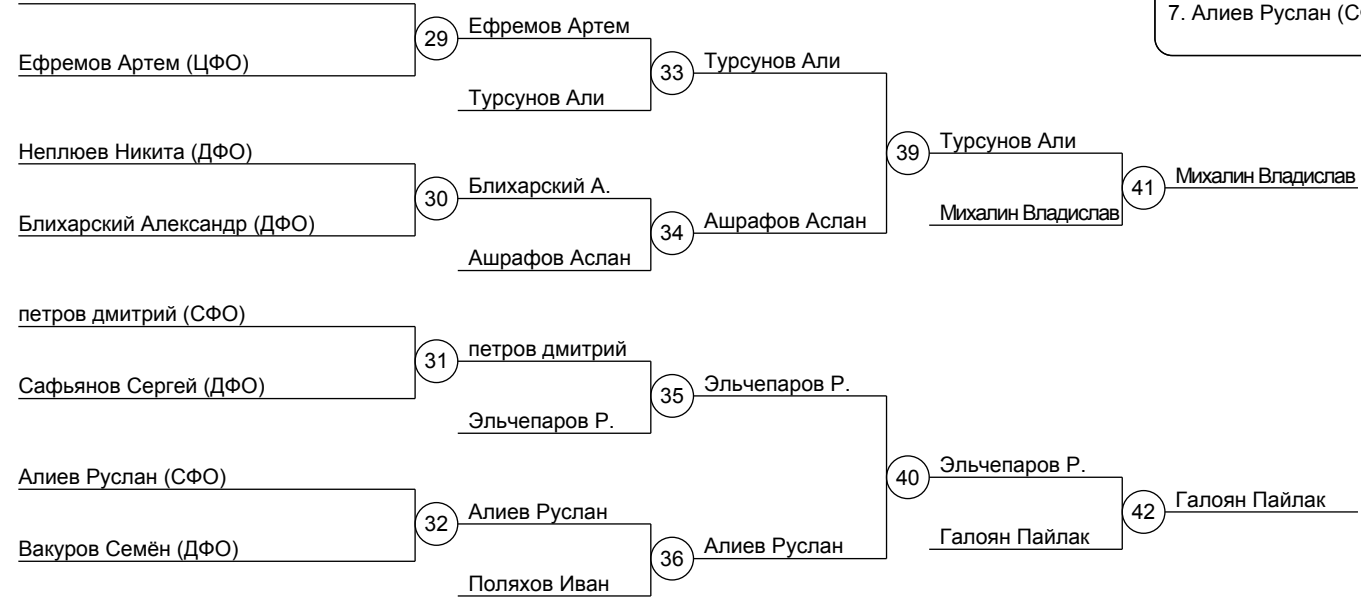 7. Алиев Руслан (С
Ефремов Артем
29
Ефремов Артем (ЦФО)
Турсунов Али
33
Турсунов Али
Неплюев Никита (ДФО)
Турсунов Али
39
Михалин Владислав
41
Блихарский А.
30
Блихарский Александр (ДФО)
Ашрафов Аслан
Михалин Владислав
34
Ашрафов Аслан
петров дмитрий (СФО)
петров дмитрий
31
Сафьянов Сергей (ДФО)
Эльчепаров Р.
35
Эльчепаров Р.
Алиев Руслан (СФО)
Эльчепаров Р.
40
Галоян Пайлак
42
Алиев Руслан
32
Галоян Пайлак
Вакуров Семён (ДФО)
Алиев Руслан
36
Поляхов Иван